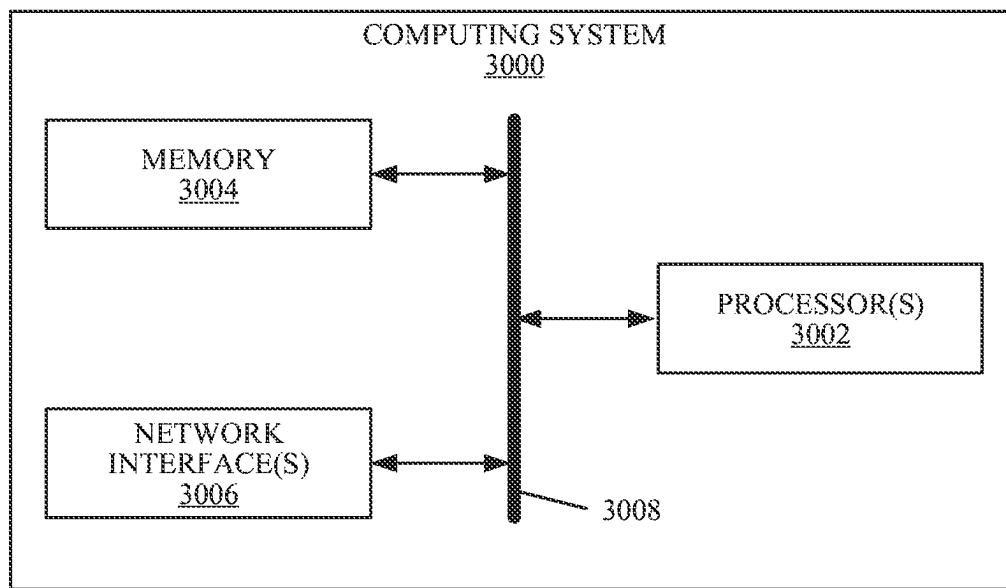 COMPUTING SYSTEM
3000
MEMORY
3004
PROCESSOR(S)
3002
NETWORK
INTERFACE(S)
3006
3008